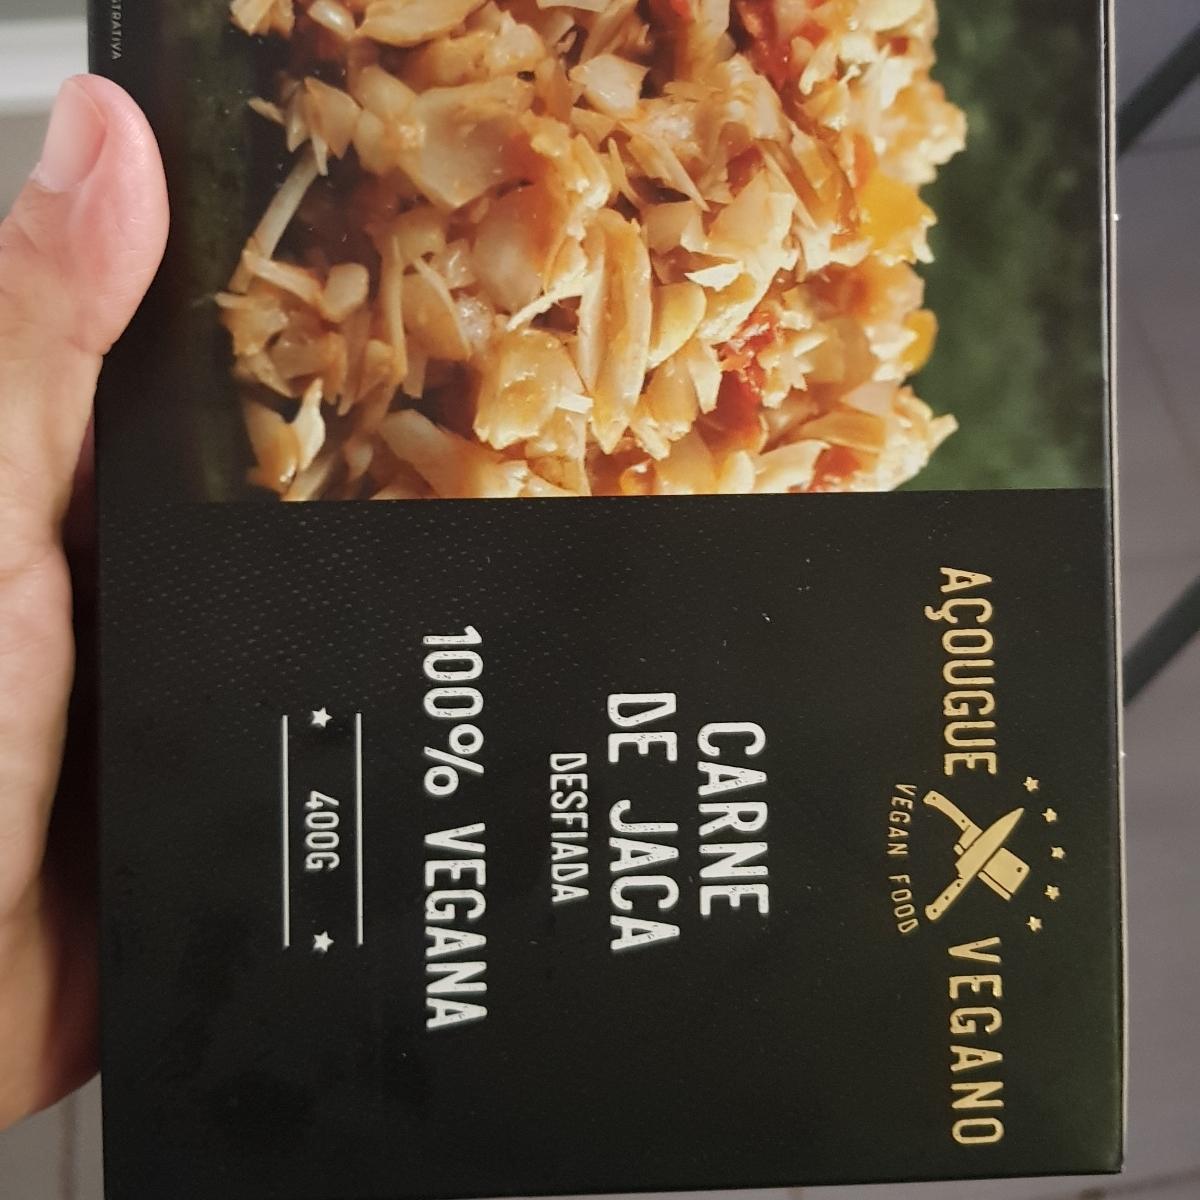 AÇOUGUE VEGANO
VEGAN FOOD
CARNE
DE JACA
DESFIADA
100% VEGANA
400G